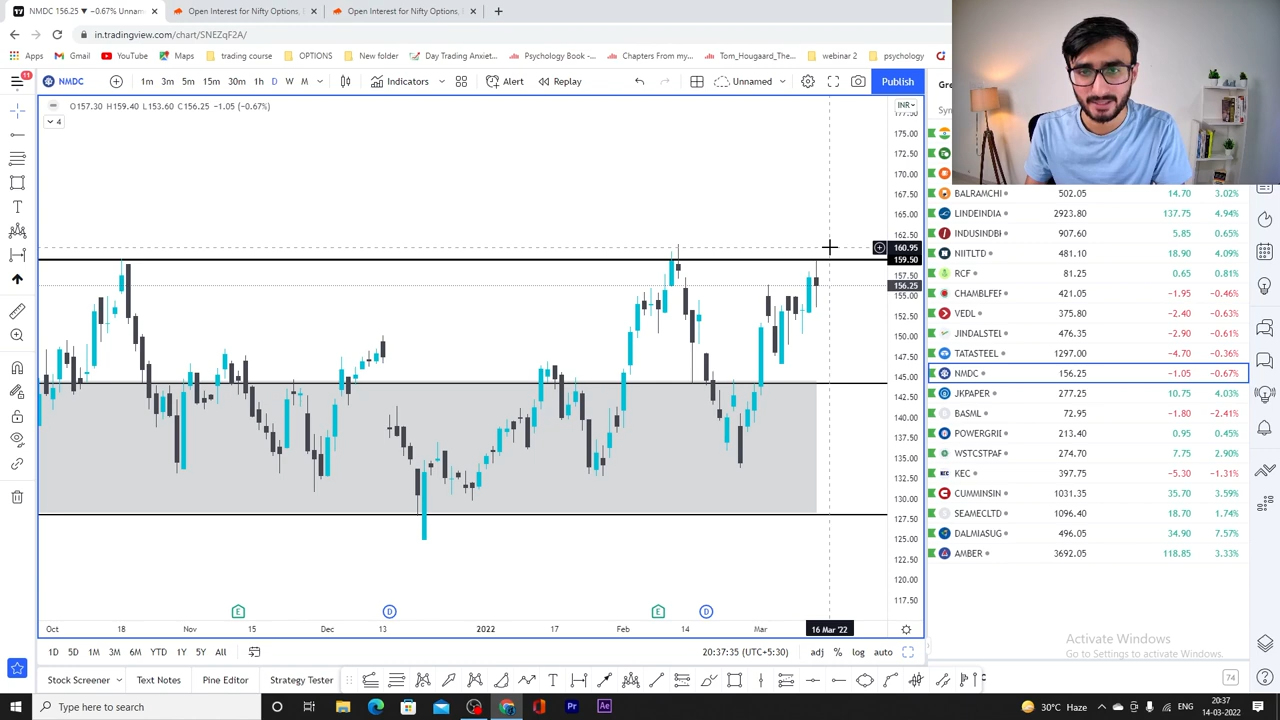 NMDC 156.25 ▼ −0.67% Unnam
Open Interest for Nifty Options,
Open Interest for Nifty Options,
in.tradingview.com/chart/SNEZqF2A/
Apps
Gmail
YouTube
Maps
trading course
OPTIONS
New folder
Day Trading Anxiet...
Psychology Book -...
Chapters From my...
Tom_Hougaard_The...
webinar 2
psychology
11
NMDC
1m 3m 5m 15m 30m 1h D W M
Indicators
Alert
Replay
Unnamed
Publish
O157.30 H159.40 L153.60 C156.25 −1.05 (−0.67%)
4
INR
177.50
175.00
172.50
170.00
167.50
165.00
162.50
160.95
159.50
157.50
156.25
155.00
152.50
150.00
147.50
145.00
142.50
140.00
137.50
135.00
132.50
130.00
127.50
125.00
122.50
120.00
117.50
E D E D
Oct 18 Nov 15 Dec 13 2022 17 Feb 14 Mar 16 Mar '22
1D 5D 1M 3M 6M YTD 1Y 5Y All
20:37:35 (UTC+5:30)
adj % log auto
Stock Screener
Text Notes
Pine Editor
Strategy Tester
Gre
Sym
BALRAMCHI 502.05 14.70 3.02%
LINDEINDIA 2923.80 137.75 4.94%
INDUSINDBI 907.60 5.85 0.65%
NIITLTD 481.10 18.90 4.09%
RCF 81.25 0.65 0.81%
CHAMBLFER 421.05 −1.95 −0.46%
VEDL 375.80 −2.40 −0.63%
JINDALSTEL 476.35 −2.90 −0.61%
TATASTEEL 1297.00 −4.70 −0.36%
NMDC 156.25 −1.05 −0.67%
JKPAPER 277.25 10.75 4.03%
BASML 72.95 −1.80 −2.41%
POWERGRID 213.40 0.95 0.45%
WSTCSTPAP 274.70 7.75 2.90%
KEC KEC 397.75 −5.30 −1.31%
CUMMINSIN 1031.35 35.70 3.59%
SEAMECLTD 1096.40 18.70 1.74%
DALMIASUG 496.05 34.90 7.57%
AMBER 3692.05 118.85 3.33%
Activate Windows
Go to Settings to activate Windows.
74
Type here to search
Pr
Ae
30°C Haze
ENG
20:37
14-03-2022
7